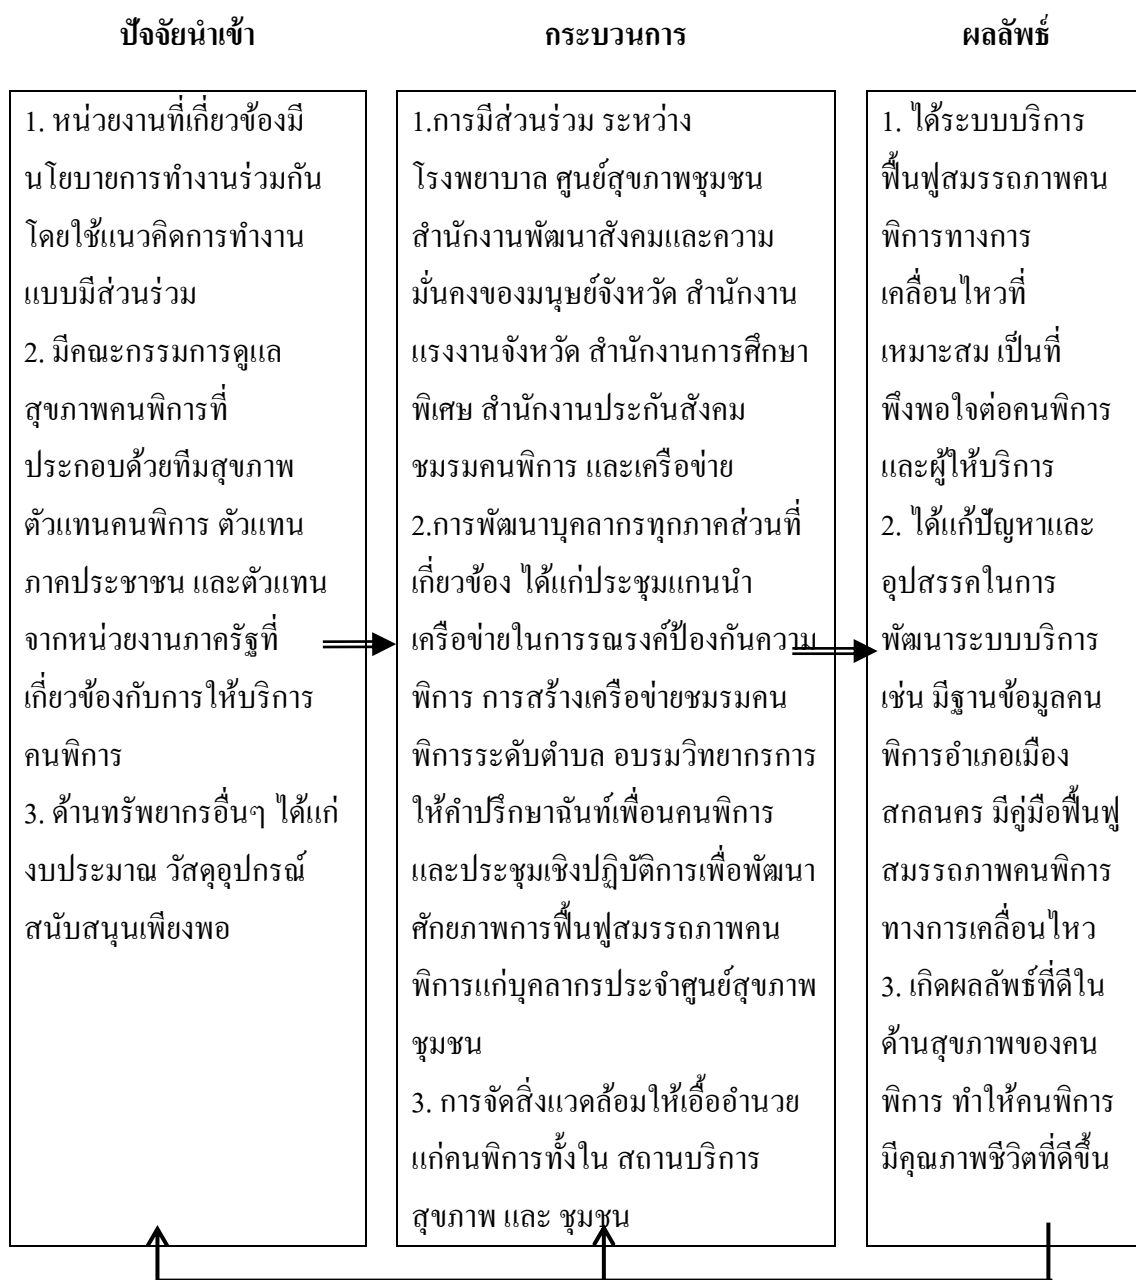 ปัจจัยนำเข้า
กระบวนการ
ผลลัพธ์
1. หน่วยงานที่เกี่ยวข้องมี
นโยบายการทำงานร่วมกัน
โดยใช้แนวคิดการทำงาน
แบบมีส่วนร่วม
2. มีคณะกรรมการดูแล
สุขภาพคนพิการที่
ประกอบด้วยทีมสุขภาพ
ตัวแทนคนพิการ ตัวแทน
ภาคประชาชน และตัวแทน
จากหน่วยงานภาครัฐที่
เกี่ยวข้องกับการให้บริการ
คนพิการ
3. ด้านทรัพยากรอื่นๆ ได้แก่
งบประมาณ วัสดุอุปกรณ์
สนับสนุนเพียงพอ
1.การมีส่วนร่วม ระหว่าง
โรงพยาบาล ศูนย์สุขภาพชุมชน
สำนักงานพัฒนาสังคมและความ
มั่นคงของมนุษย์จังหวัด สำนักงาน
แรงงานจังหวัด สำนักงานการศึกษา
พิเศษ สำนักงานประกันสังคม
ชมรมคนพิการ และเครือข่าย
2.การพัฒนาบุคลากรทุกภาคส่วนที่
เกี่ยวข้อง ได้แก่ประชุมแกนนำ
เครือข่ายในการรณรงค์ป้องกันความ
พิการ การสร้างเครือข่ายชมรมคน
พิการระดับตำบล อบรมวิทยากรการ
ให้คำปรึกษาฉันท์เพื่อนคนพิการ
และประชุมเชิงปฏิบัติการเพื่อพัฒนา
ศักยภาพการฟื้นฟูสมรรถภาพคน
พิการแก่บุคลากรประจำศูนย์สุขภาพ
ชุมชน
3. การจัดสิ่งแวดล้อมให้เอื้ออำนวย
แก่คนพิการทั้งใน สถานบริการ
สุขภาพ และ ชุมชน
1. ได้ระบบบริการ
ฟื้นฟูสมรรถภาพคน
พิการทางการ
เคลื่อนไหวที่
เหมาะสม เป็นที่
พึงพอใจต่อคนพิการ
และผู้ให้บริการ
2. ได้แก้ปัญหาและ
อุปสรรคในการ
พัฒนาระบบบริการ
เช่น มีฐานข้อมูลคน
พิการอำเภอเมือง
สกลนคร มีคู่มือฟื้นฟู
สมรรถภาพคนพิการ
ทางการเคลื่อนไหว
3. เกิดผลลัพธ์ที่ดีใน
ด้านสุขภาพของคน
พิการ ทำให้คนพิการ
มีคุณภาพชีวิตที่ดีขึ้น